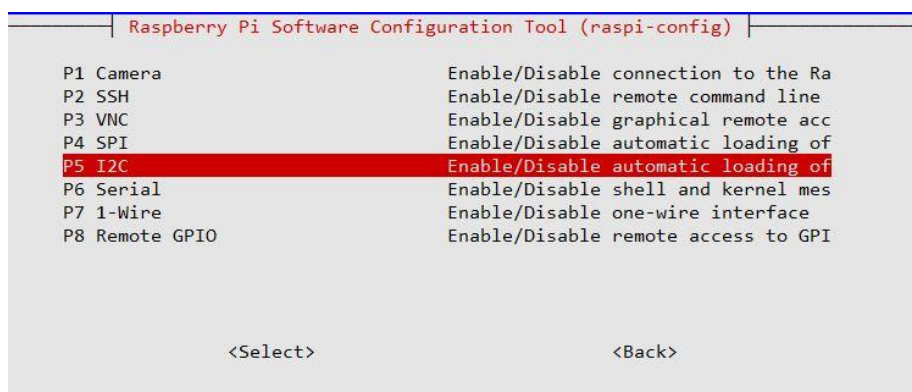 Raspberry Pi Software Configuration Tool (raspi-config)
P1 Camera Enable/Disable connection to the Ra
P2 SSH Enable/Disable remote command line
P3 VNC Enable/Disable graphical remote acc
P4 SPI Enable/Disable automatic loading of
P5 I2C Enable/Disable automatic loading of
P6 Serial Enable/Disable shell and kernel mes
P7 1-Wire Enable/Disable one-wire interface
P8 Remote GPIO Enable/Disable remote access to GPI
<Select> <Back>